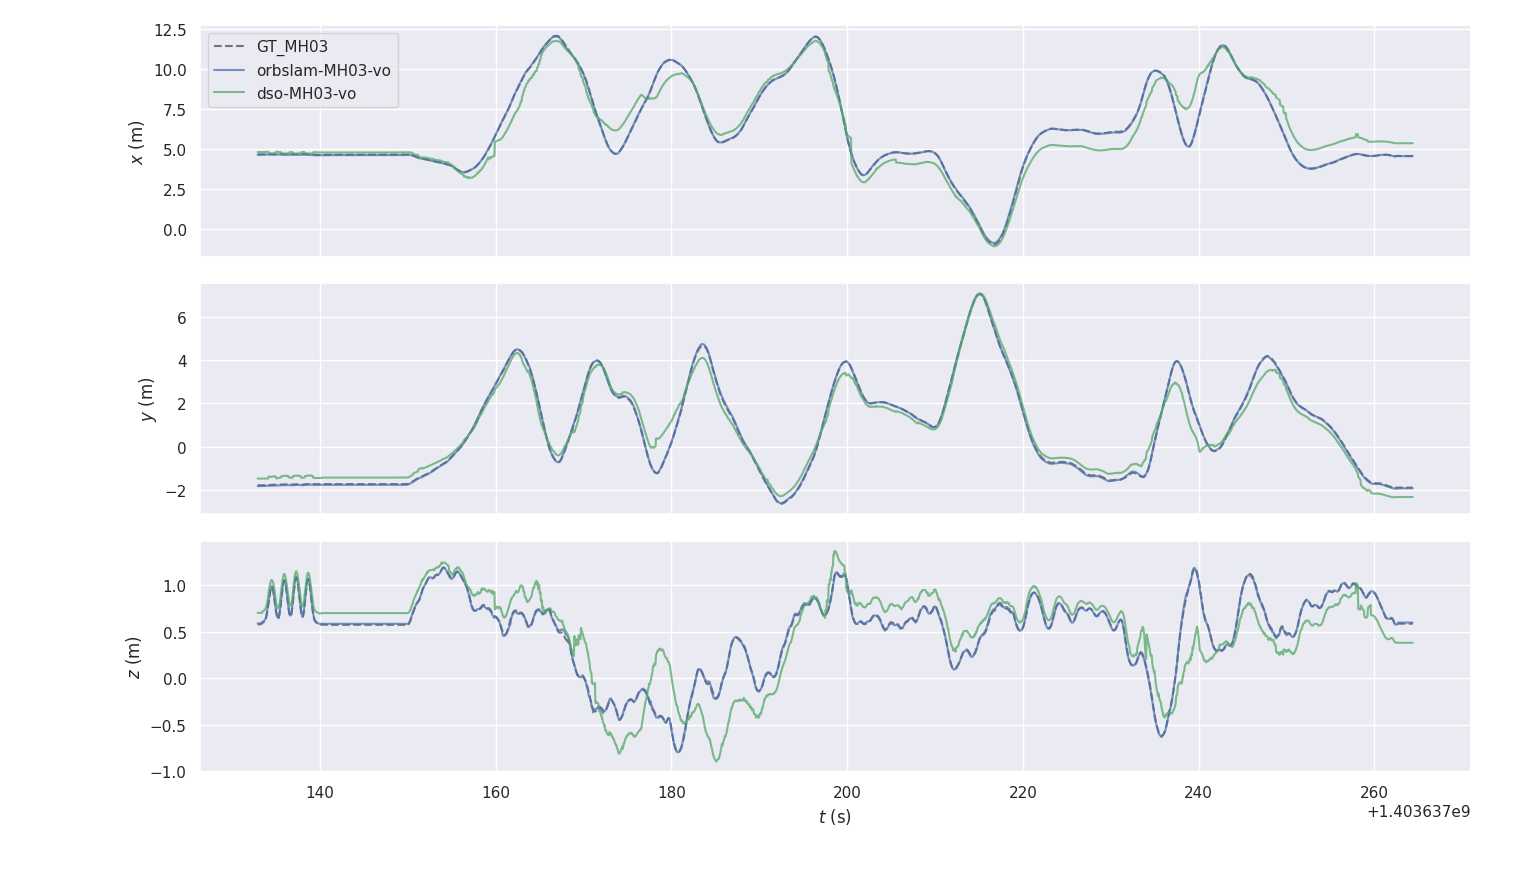 12.5
10.0
7.5
5.0
2.5
0.0
x (m)
GT_MH03
orbslam-MH03-vo
dso-MH03-vo
6
4
2
0
−2
y (m)
1.0
0.5
0.0
−0.5
−1.0
z (m)
140 160 180 200 220 240 260
t (s)
+1.403637e9